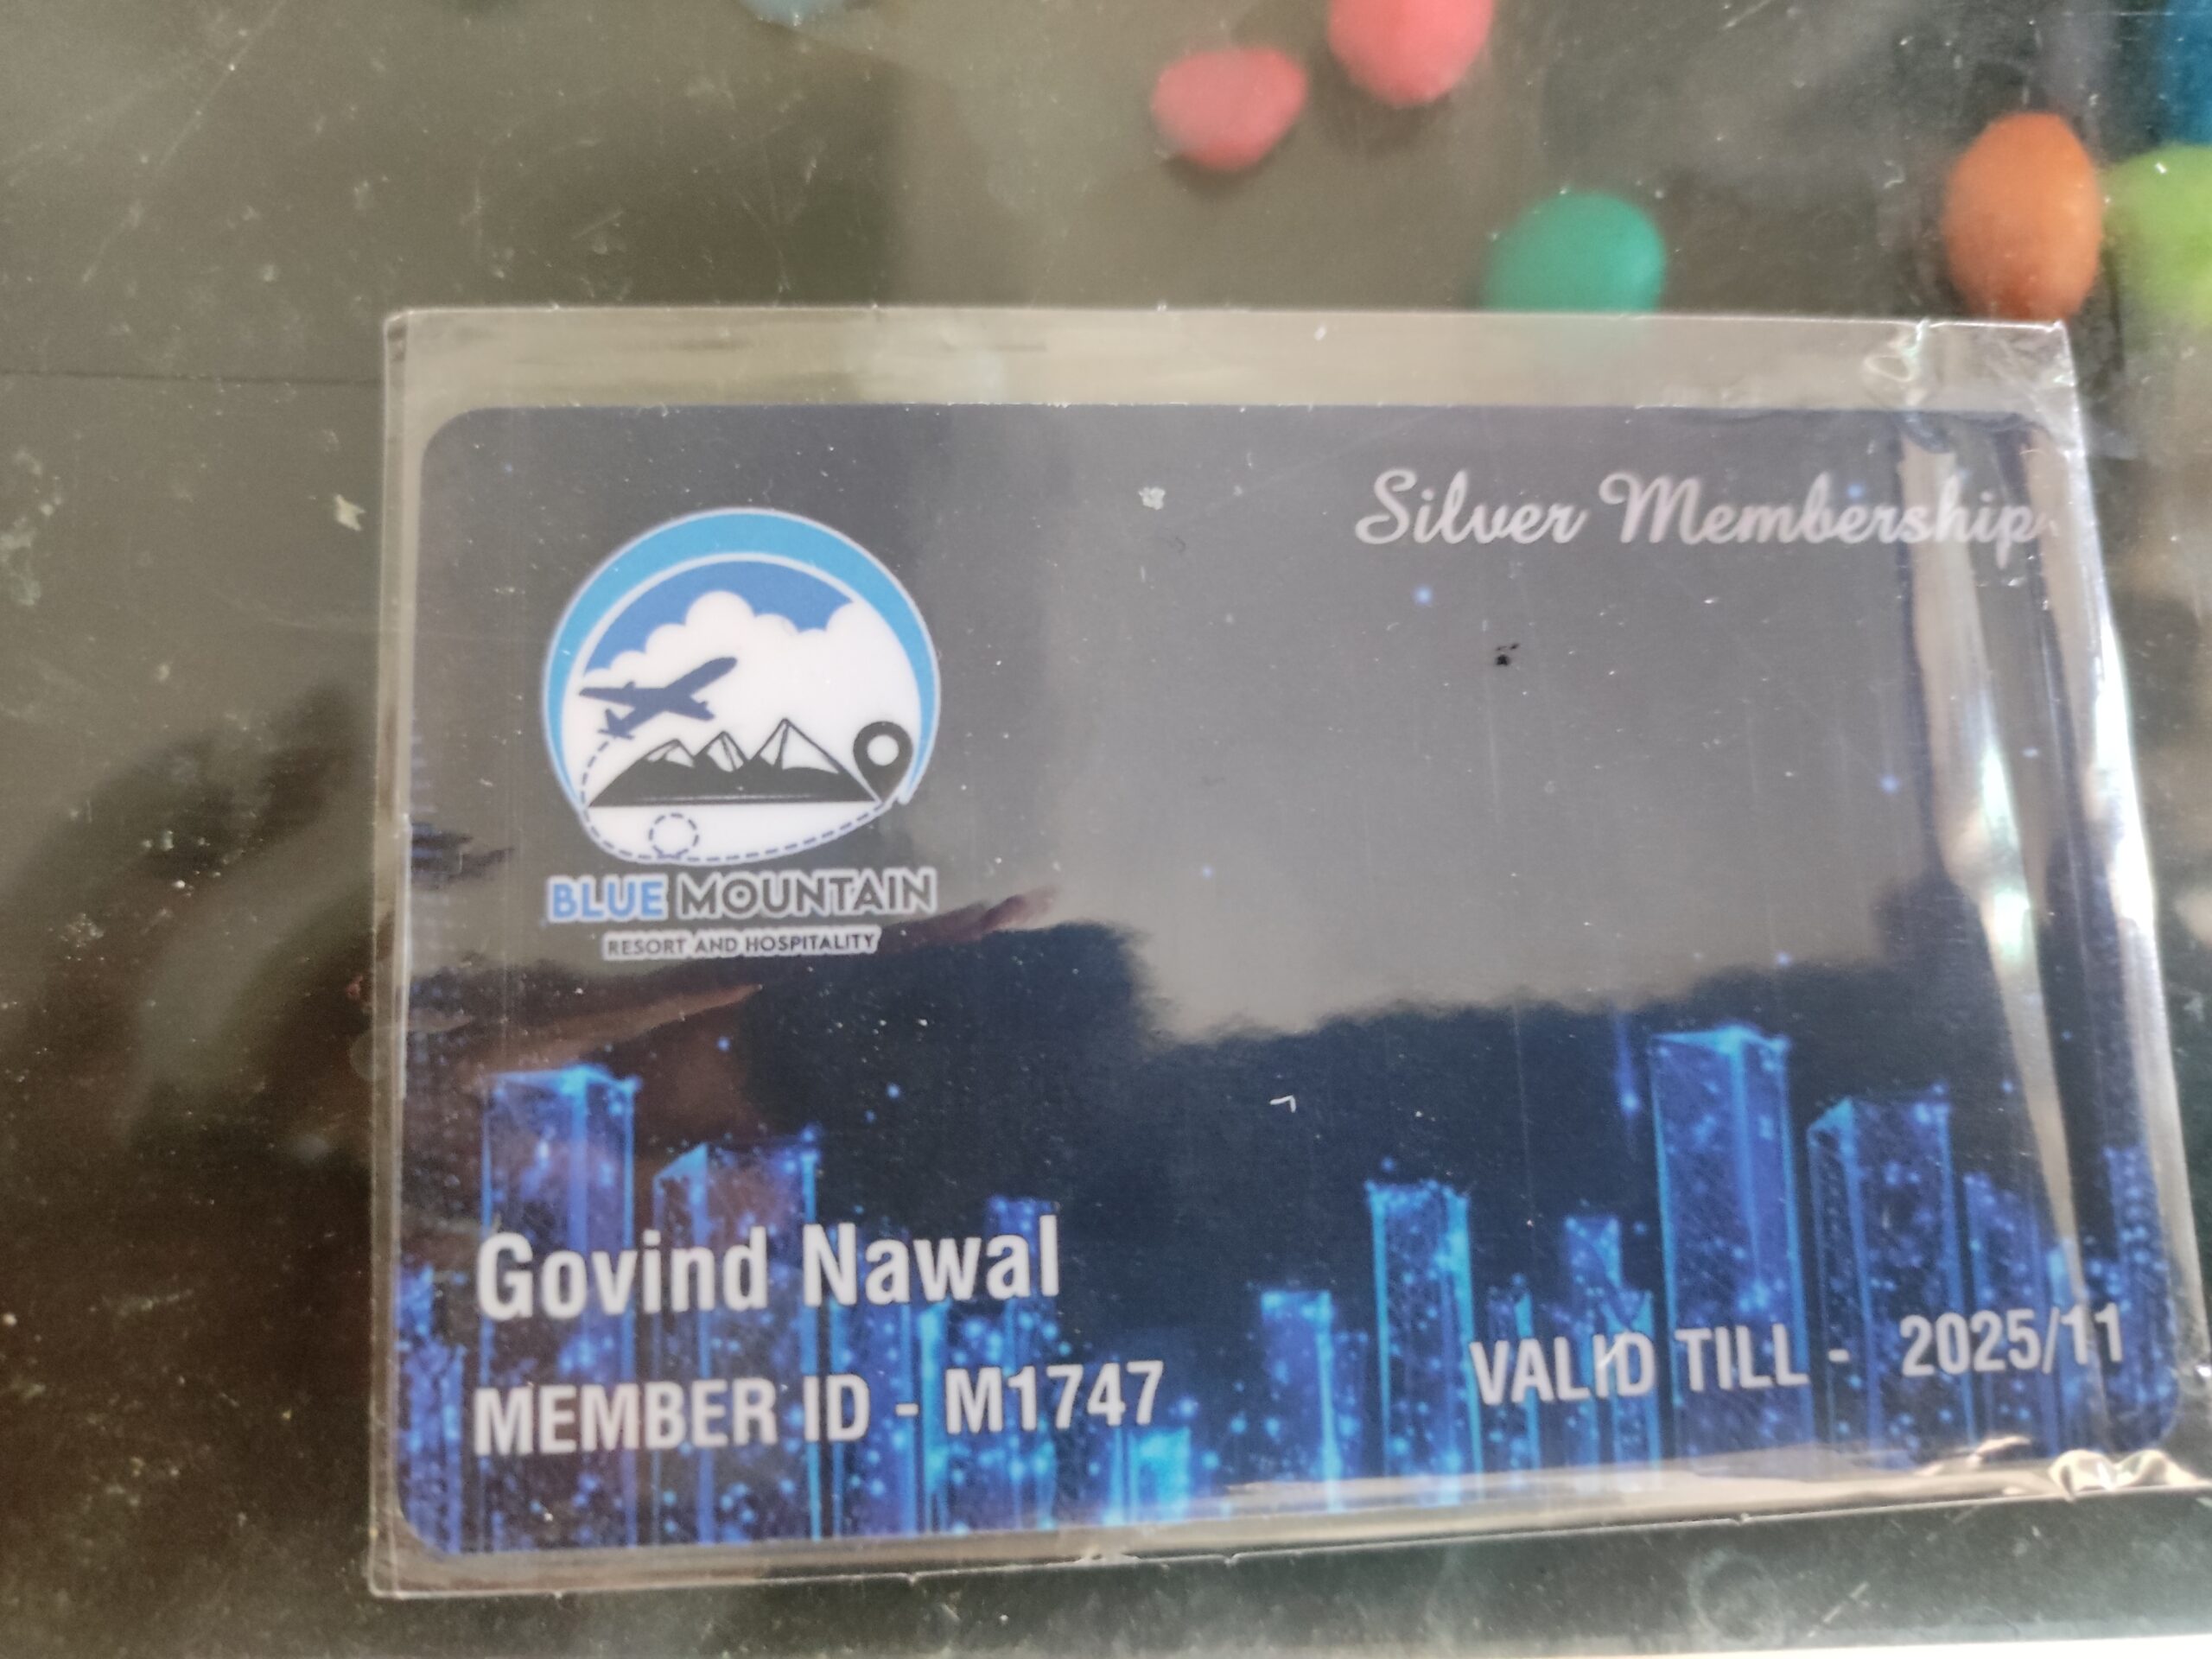 Silver Membership
BLUE MOUNTAIN
RESORT AND HOSPITALITY
Govind Nawal
MEMBER ID - M1747
VALID TILL - 2025/11